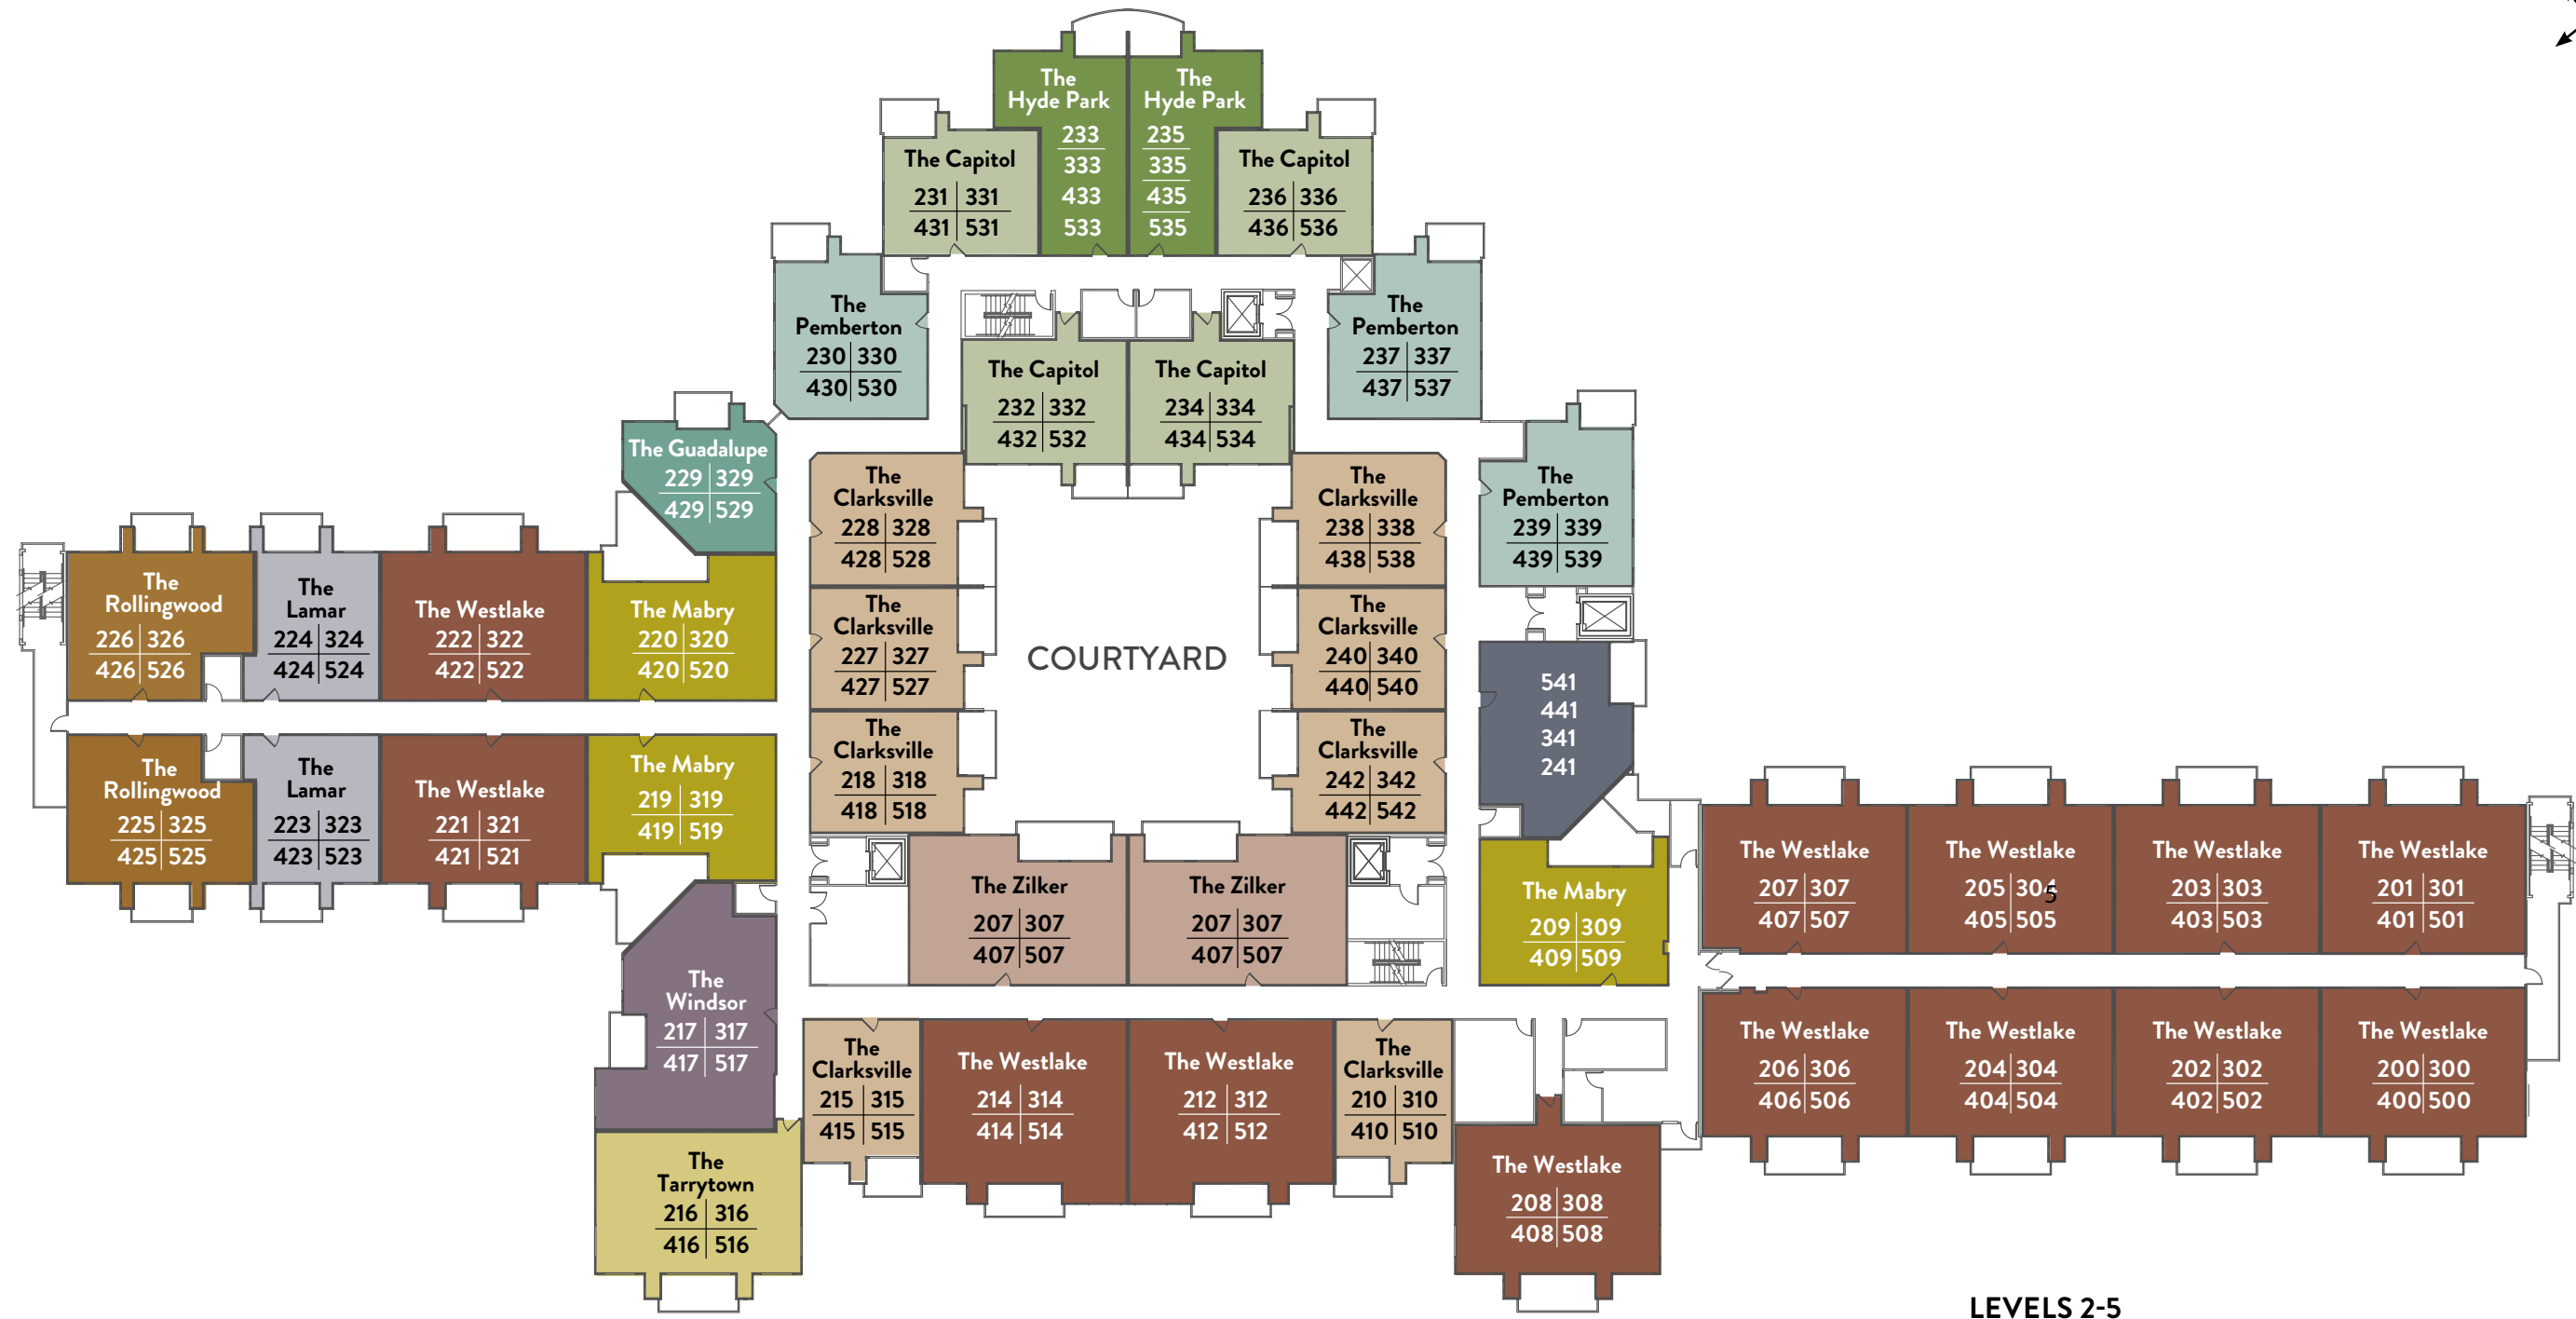 The
Hyde Park
233
333
433
533
The
Hyde Park
235
335
435
535
The Capitol
231 331
431 531
The Capitol
236 336
436 536
The
Pemberton
230 330
430 530
The
Pemberton
237 337
437 537
The Capitol
232 332
432 532
The Capitol
234 334
434 534
The Guadalupe
229 329
429 529
The
Clarksville
228 328
428 528
The
Clarksville
238 338
438 538
The
Pemberton
239 339
439 539
The
Rollingwood
226 326
426 526
The
Lamar
224 324
424 524
The Westlake
222 322
422 522
The Mabry
220 320
420 520
The
Clarksville
227 327
427 527
COURTYARD
The
Clarksville
240 340
440 540
541
441
341
241
The
Rollingwood
225 325
425 525
The
Lamar
223 323
423 523
The Westlake
221 321
421 521
The Mabry
219 319
419 519
The
Clarksville
218 318
418 518
The
Clarksville
242 342
442 542
The Zilker
207 307
407 507
The Zilker
207 307
407 507
The Mabry
209 309
409 509
The Westlake
207 307
407 507
The Westlake
205 304
5
405 505
The Westlake
203 303
403 503
The Westlake
201 301
401 501
The
Windsor
217 317
417 517
The
Clarksville
215 315
415 515
The Westlake
214 314
414 514
The Westlake
212 312
412 512
The
Clarksville
210 310
410 510
The Westlake
206 306
406 506
The Westlake
204 304
404 504
The Westlake
202 302
402 502
The Westlake
200 300
400 500
The
Tarrytown
216 316
416 516
The Westlake
208 308
408 508
LEVELS 2-5